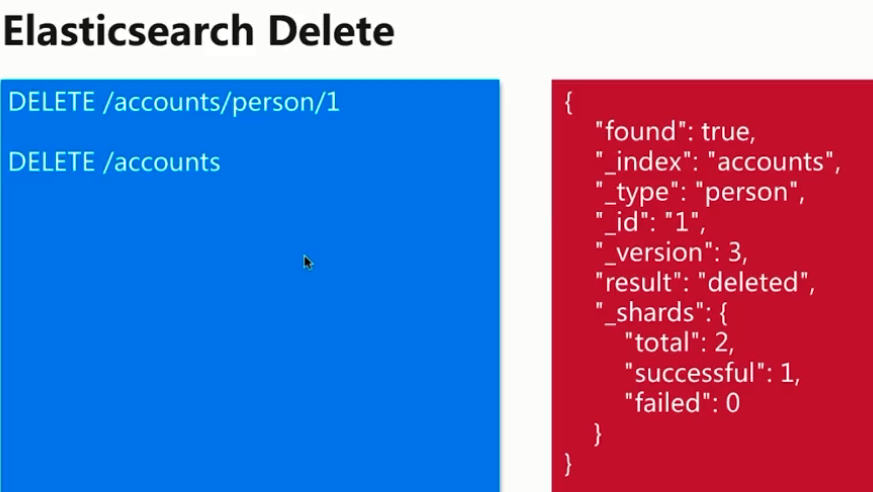 Elasticsearch Delete
DELETE /accounts/person/1
DELETE /accounts
{
"found": true,
"_index": "accounts",
"_type": "person",
"_id": "1",
"_version": 3,
"result": "deleted",
"_shards": {
"total": 2,
"successful": 1,
"failed": 0
}
}